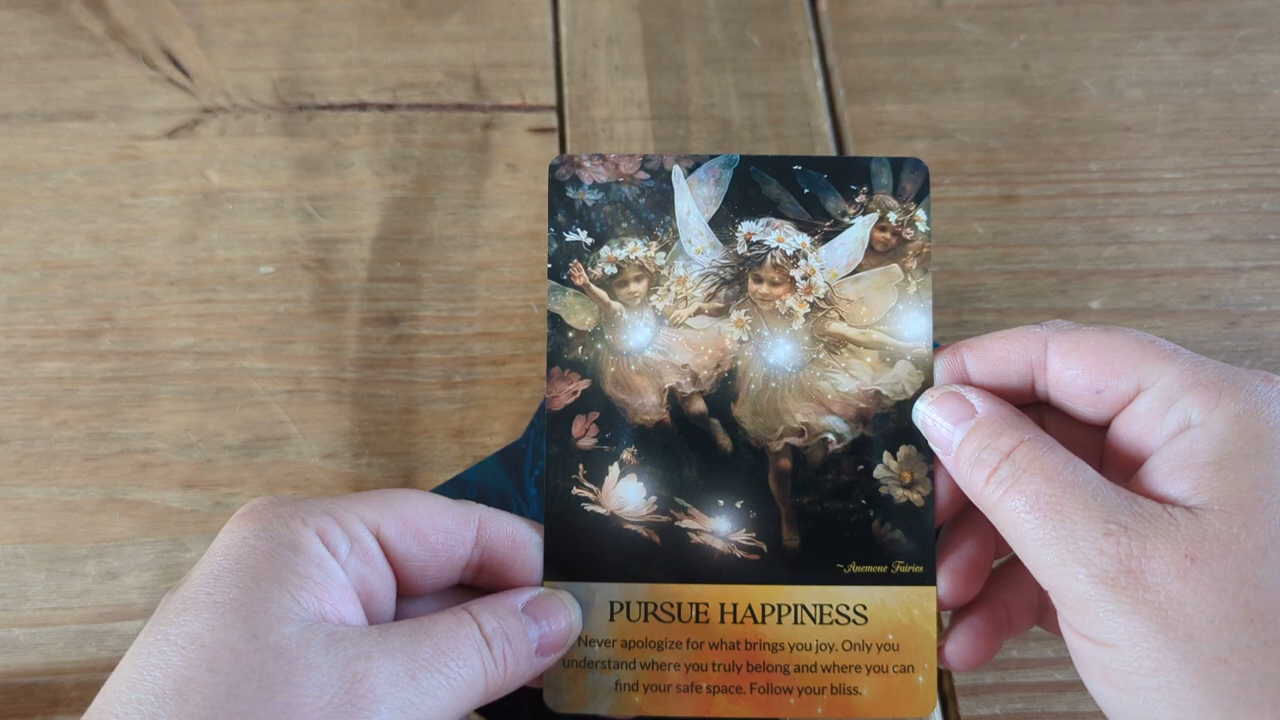 ~Anemone Fairies
PURSUE HAPPINESS
Never apologize for what brings you joy. Only you
understand where you truly belong and where you can
find your safe space. Follow your bliss.